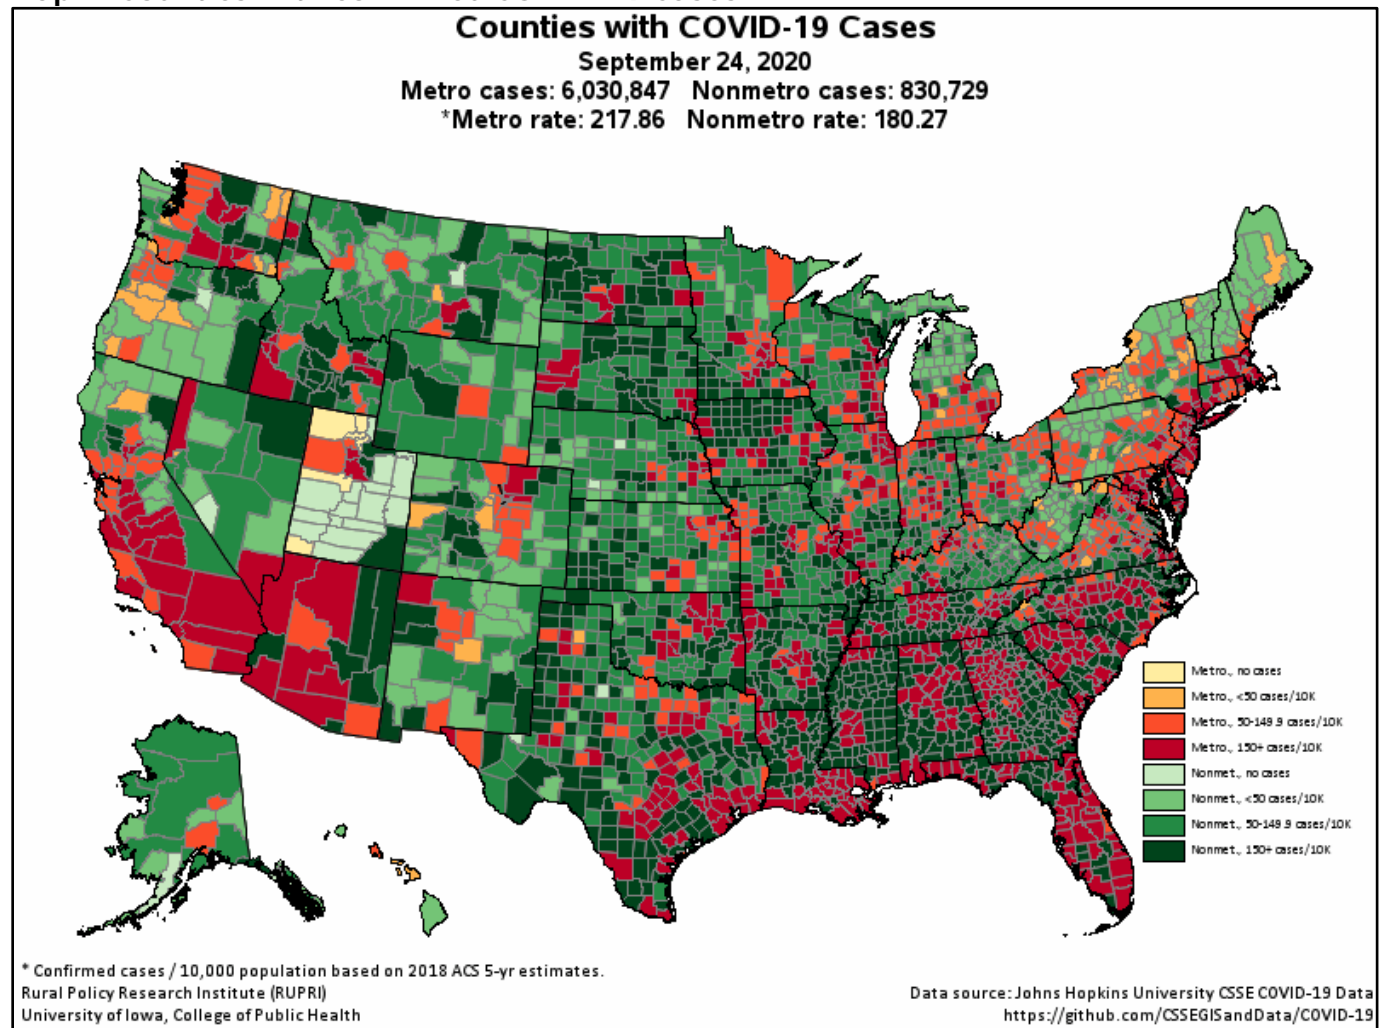 Counties with COVID-19 Cases
September 24, 2020
Metro cases: 6,030,847 Nonmetro cases: 830,729
*Metro rate: 217.86 Nonmetro rate: 180.27
Metro., no cases
Metro., <50 cases/10K
Metro., 50-149.9 cases/10K
Metro., 150+ cases/10K
Nonmet., no cases
Nonmet., <50 cases/10K
Nonmet., 50-149.9 cases/10K
Nonmet., 150+ cases/10K
* Confirmed cases / 10,000 population based on 2018 ACS 5-yr estimates.
Rural Policy Research Institute (RUPRI)
University of Iowa, College of Public Health
Data source: Johns Hopkins University CSSE COVID-19 Data
https://github.com/CSSEGISandData/COVID-19